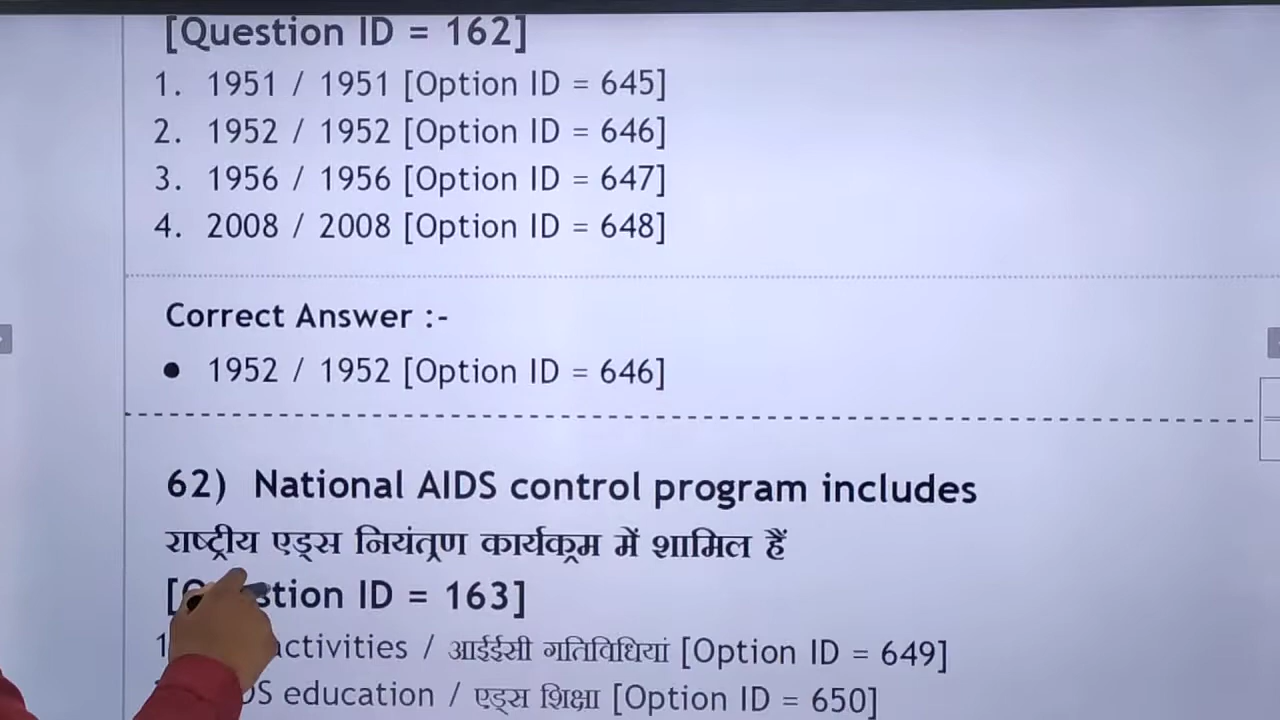 [Question ID = 162]
1. 1951 / 1951 [Option ID = 645]
2. 1952 / 1952 [Option ID = 646]
3. 1956 / 1956 [Option ID = 647]
4. 2008 / 2008 [Option ID = 648]
Correct Answer :-
● 1952 / 1952 [Option ID = 646]
62) National AIDS control program includes
राष्ट्रीय एड्स नियंत्रण कार्यक्रम में शामिल हैं
ID = 163]
activities / आईईसी गतिविधियां [Option ID = 649]
education / एड्स शिक्षा [Option ID = 650]